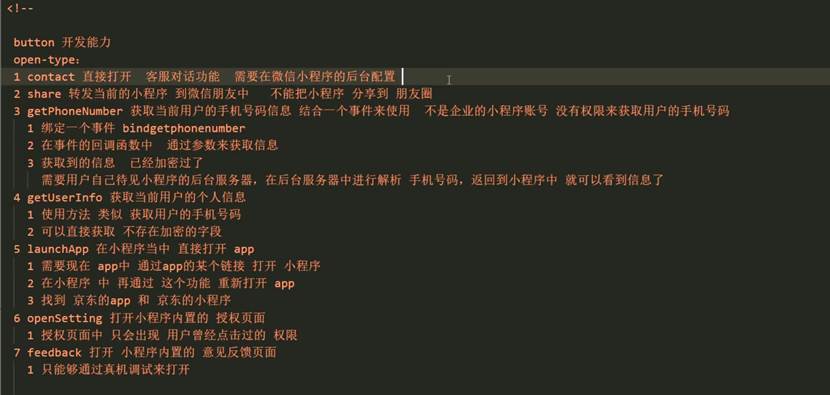 <!--
button 开发能力
open-type:
1 contact 直接打开 客服对话功能 需要在微信小程序的后台配置
2 share 转发当前的小程序 到微信朋友中 不能把小程序 分享到 朋友圈
3 getPhoneNumber 获取当前用户的手机号码信息 结合一个事件来使用 不是企业的小程序账号 没有权限来获取用户的手机号码
1 绑定一个事件 bindgetphonenumber
2 在事件的回调函数中 通过参数来获取信息
3 获取到的信息 已经加密过了
需要用户自己待见小程序的后台服务器，在后台服务器中进行解析 手机号码，返回到小程序中 就可以看到信息了
4 getUserInfo 获取当前用户的个人信息
1 使用方法 类似 获取用户的手机号码
2 可以直接获取 不存在加密的字段
5 launchApp 在小程序当中 直接打开 app
1 需要现在 app中 通过app的某个链接 打开 小程序
2 在小程序 中 再通过 这个功能 重新打开 app
3 找到 京东的app 和 京东的小程序
6 openSetting 打开小程序内置的 授权页面
1 授权页面中 只会出现 用户曾经点击过的 权限
7 feedback 打开 小程序内置的 意见反馈页面
1 只能够通过真机调试来打开